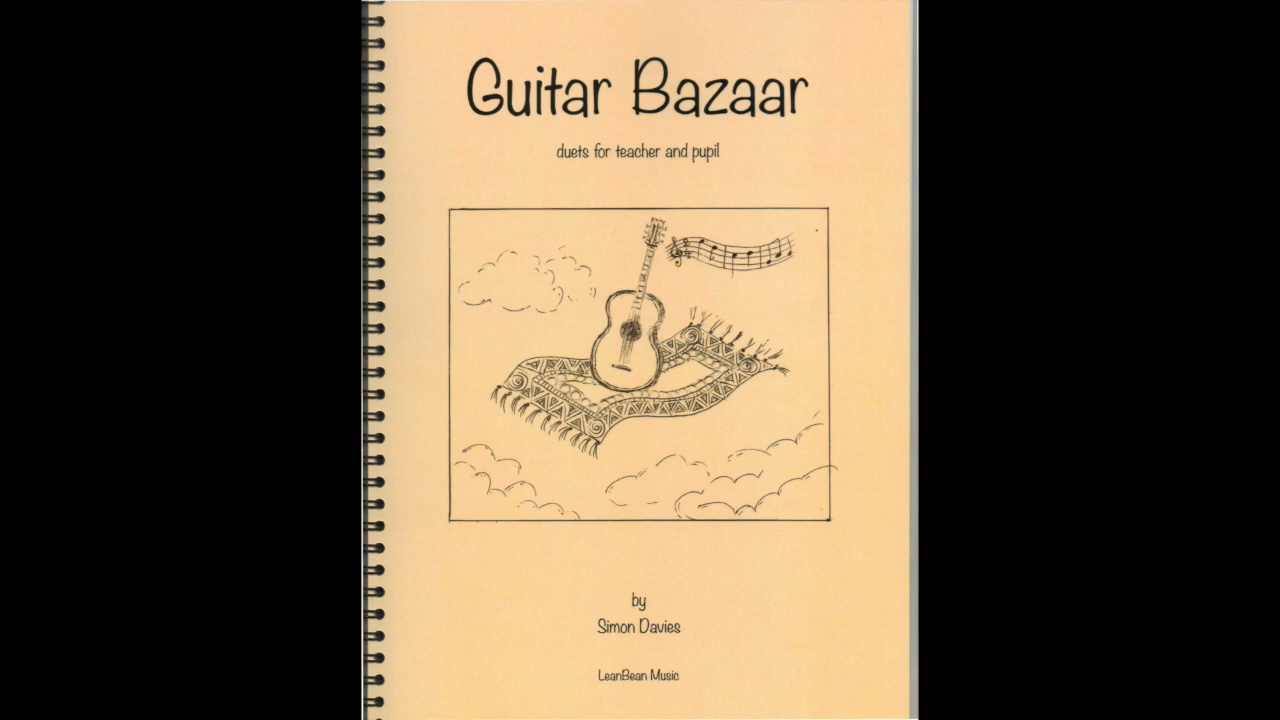 Guitar Bazaar
duets for teacher and pupil
by
Simon Davies
LeanBean Music